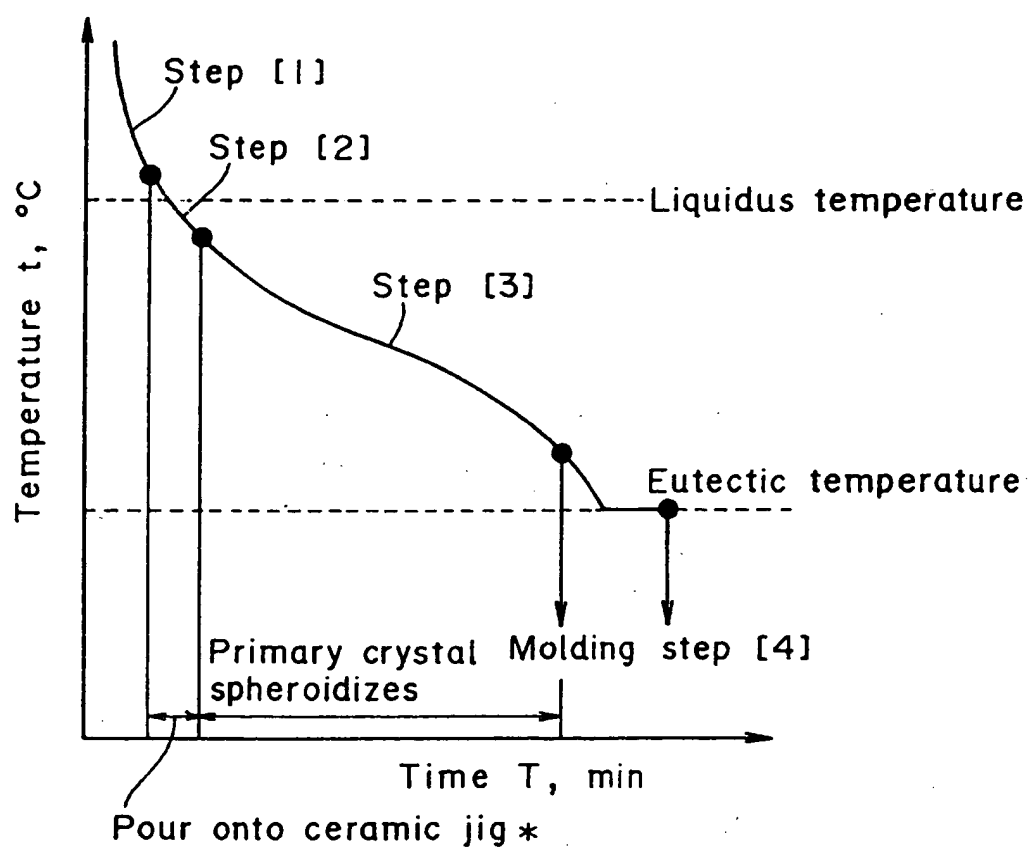 Step [1]
Step [2]
Liquidus temperature
Step [3]
Temperature t, °C
Eutectic temperature
Primary crystal
spheroidizes
Molding step [4]
Time T, min
Pour onto ceramic jig *